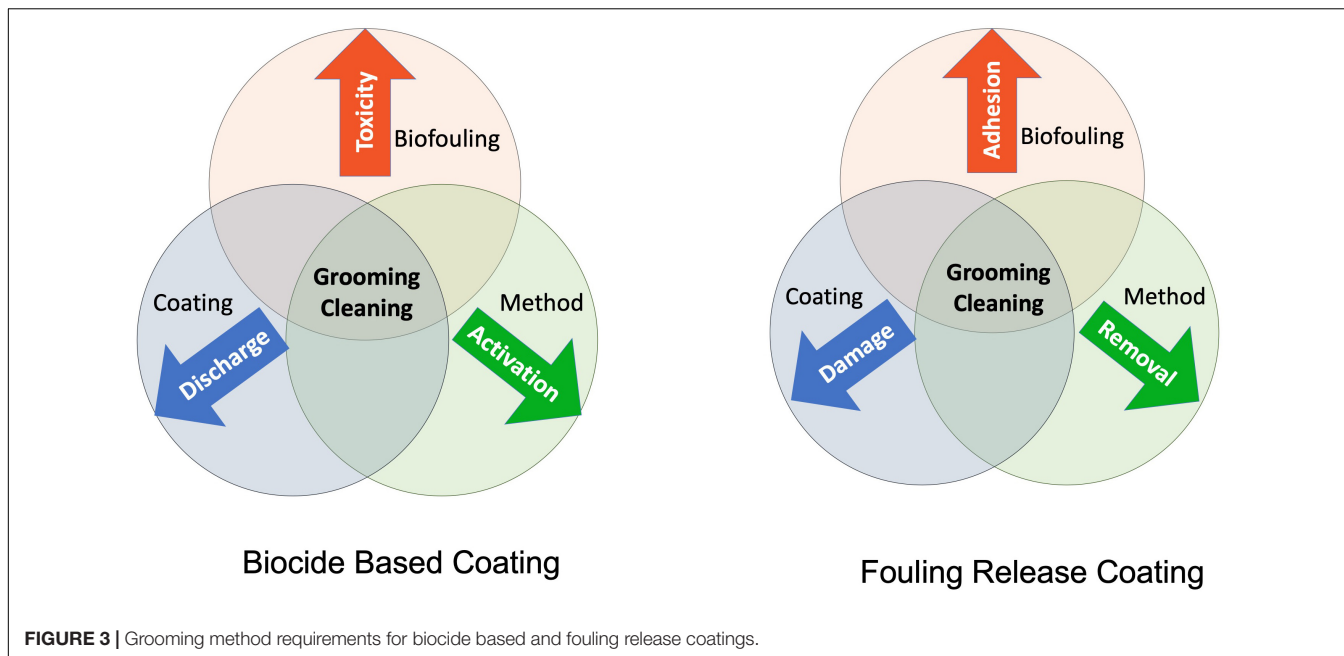 Toxicity
Biofouling
Coating
Grooming
Cleaning
Method
Discharge
Activation
Biocide Based Coating
Adhesion
Biofouling
Coating
Grooming
Cleaning
Method
Damage
Removal
Fouling Release Coating
FIGURE 3 | Grooming method requirements for biocide based and fouling release coatings.